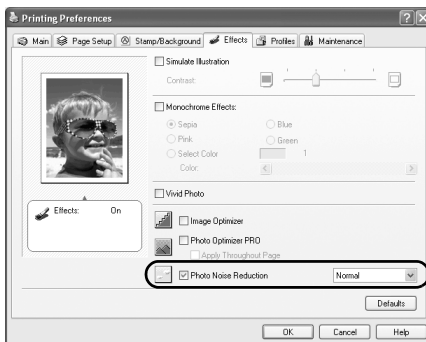 Printing Preferences
Main Page Setup Stamp/Background Effects Profiles Maintenance
Simulate Illustration
Contrast:
Monochrome Effects:
Sepia Blue
Pink Green
Select Color 1
Color:
Vivid Photo
Effects: On
Image Optimizer
Photo Optimizer PRO
Apply Throughout Page
Photo Noise Reduction Normal
Defaults
OK Cancel Help